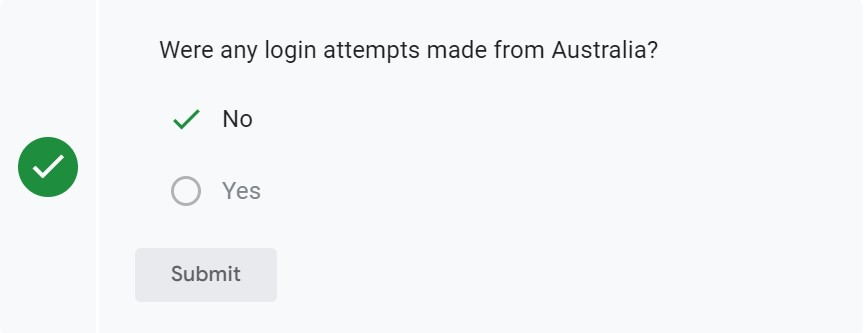 Were any login attempts made from Australia?
No
Yes
Submit